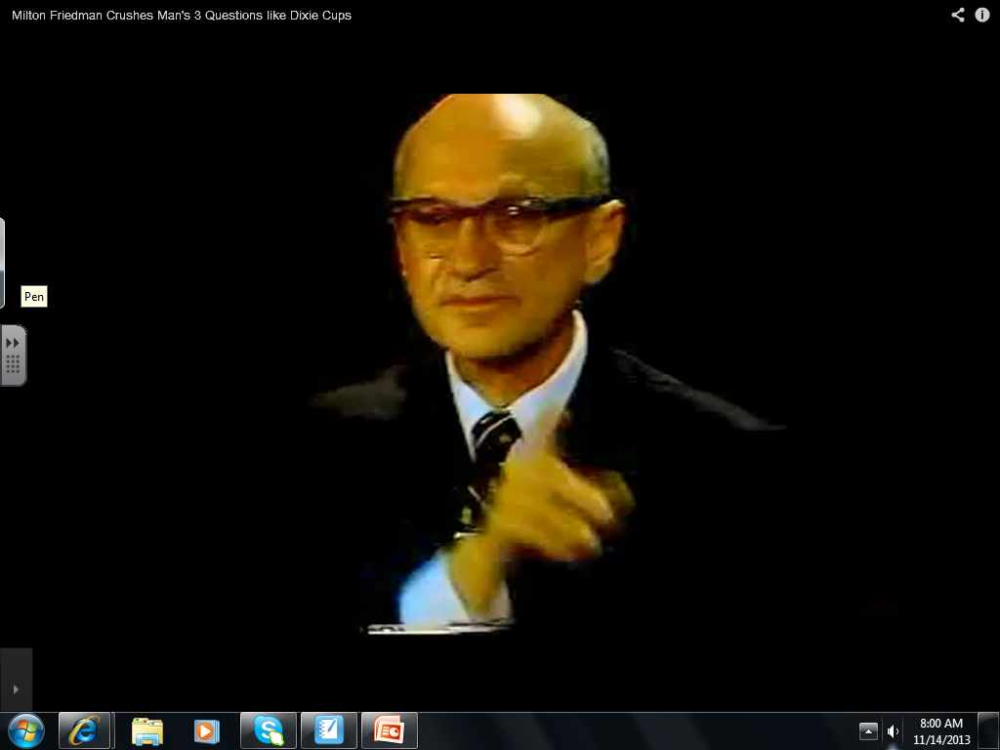 Milton Friedman Crushes Man's 3 Questions like Dixie Cups
Pen
8:00 AM
11/14/2013